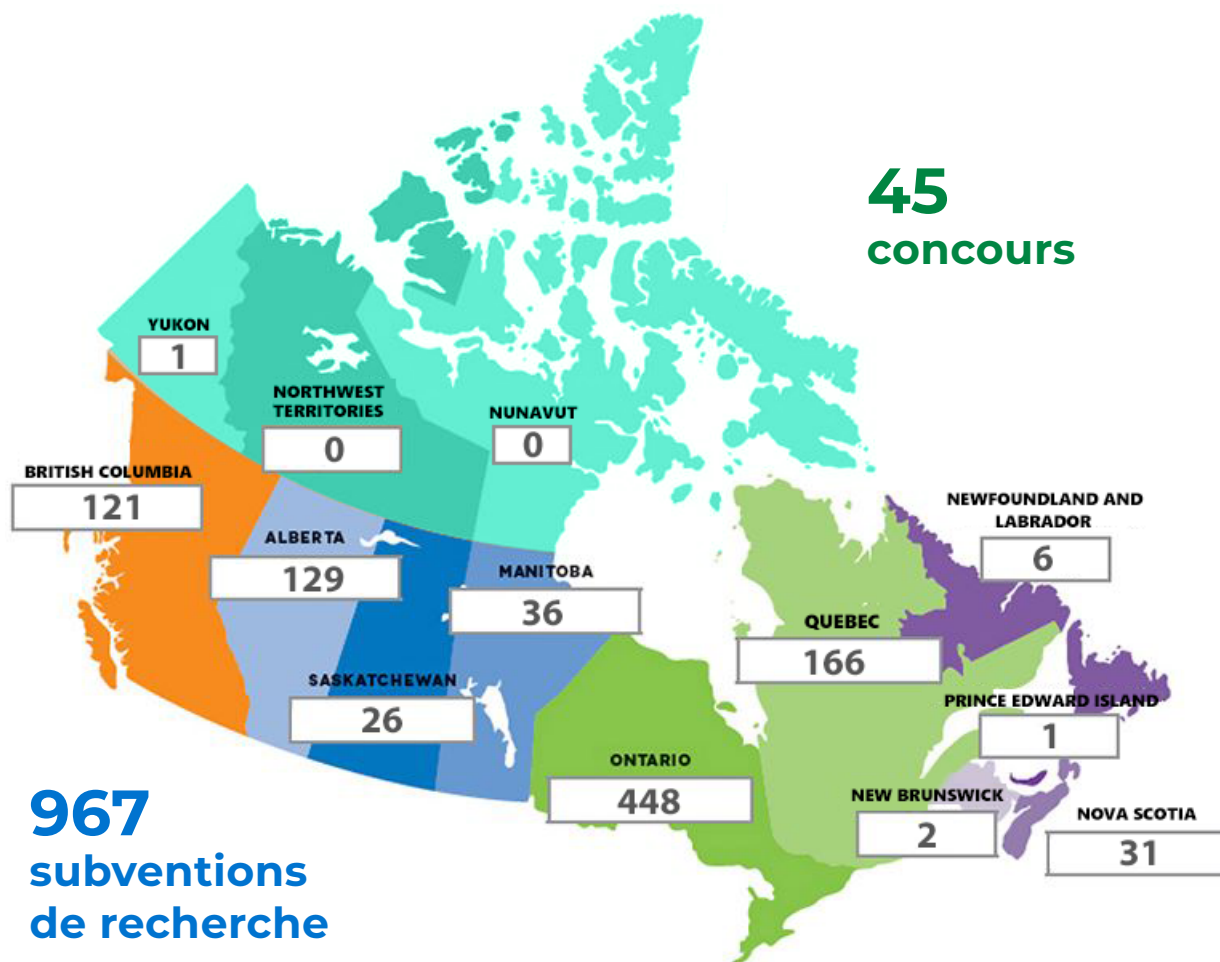 45
concours
YUKON
1
NORTHWEST
TERRITORIES
0
NUNAVUT
0
BRITISH COLUMBIA
121
ALBERTA
129
MANITOBA
36
SASKATCHEWAN
26
NEWFOUNDLAND AND
LABRADOR
6
QUEBEC
166
PRINCE EDWARD ISLAND
1
ONTARIO
448
NEW BRUNSWICK
2
NOVA SCOTIA
31
967
subventions
de recherche